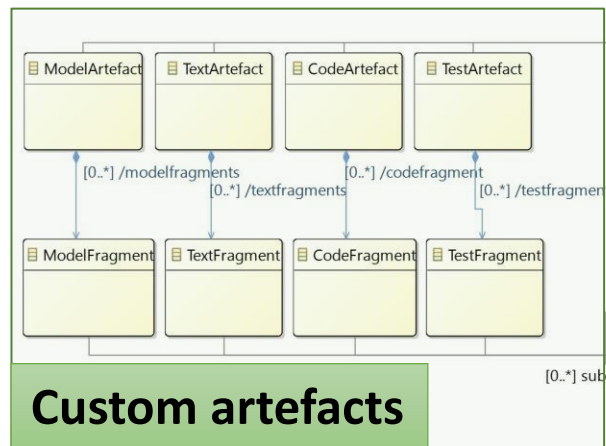 ModelArtefact TextArtefact CodeArtefact TestArtefact
[0..*] /modelfragments [0..*] /codefragment
[0..*] /textfragments [0..*] /testfragmen
ModelFragment TextFragment CodeFragment TestFragment
[0..*] sub
Custom artefacts